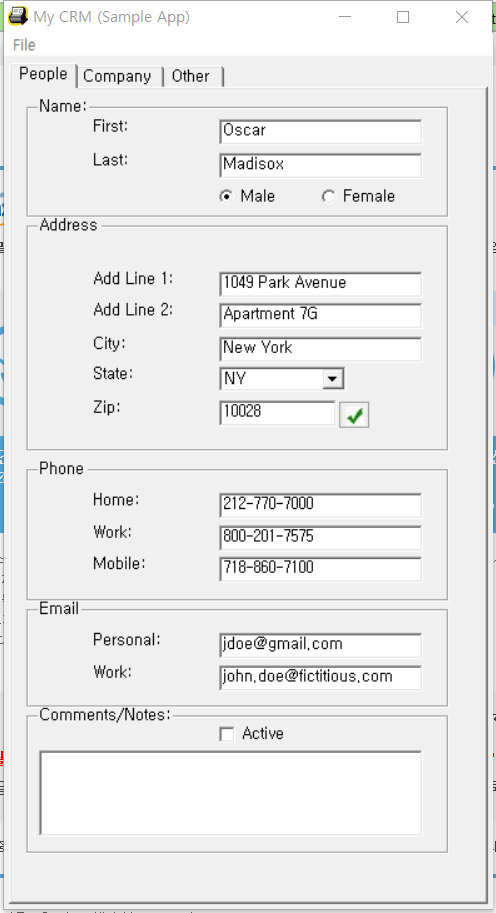 My CRM (Sample App)
File
People Company Other
Name:
First: Oscar
Last: Madisox
Male Female
Address
Add Line 1: 1049 Park Avenue
Add Line 2: Apartment 7G
City: New York
State: NY
Zip: 10028
Phone
Home: 212-770-7000
Work: 800-201-7575
Mobile: 718-860-7100
Email
Personal: jdoe@gmail.com
Work: john.doe@fictitious.com
Comments/Notes:
Active